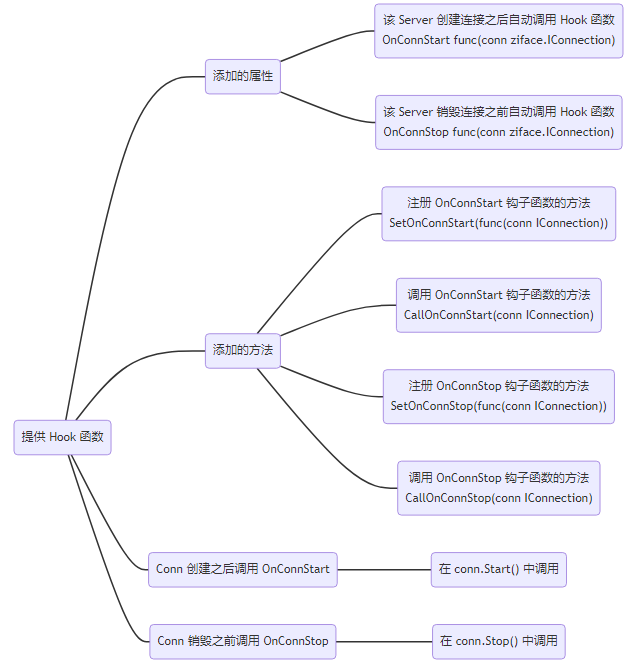 该 Server 创建连接之后自动调用 Hook 函数
OnConnStart func(conn ziface.IConnection)
添加的属性
该 Server 销毁连接之前自动调用 Hook 函数
OnConnStop func(conn ziface.IConnection)
注册 OnConnStart 钩子函数的方法
SetOnConnStart(func(conn IConnection))
调用 OnConnStart 钩子函数的方法
CallOnConnStart(conn IConnection)
添加的方法
注册 OnConnStop 钩子函数的方法
SetOnConnStop(func(conn IConnection))
提供 Hook 函数
调用 OnConnStop 钩子函数的方法
CallOnConnStop(conn IConnection)
Conn 创建之后调用 OnConnStart
在 conn.Start() 中调用
Conn 销毁之前调用 OnConnStop
在 conn.Stop() 中调用